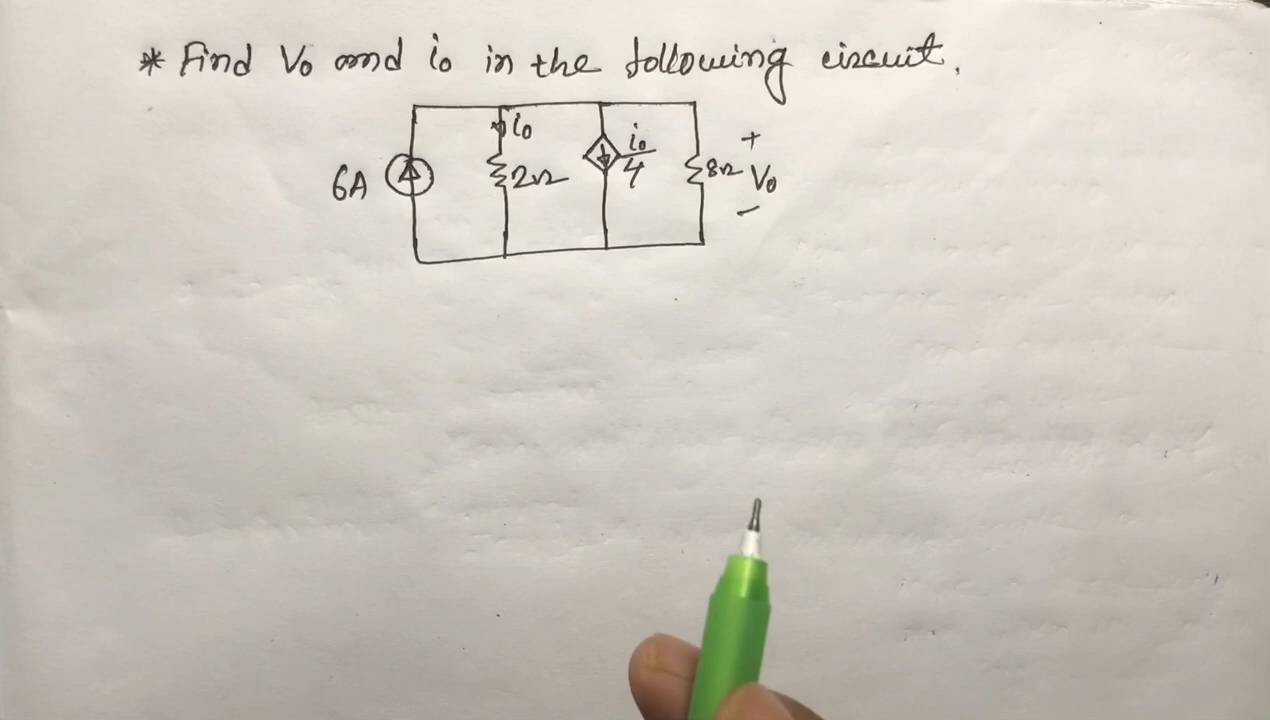 * Find V₀ and i₀ in the following circuit.
i₀
6A
2Ω
i₀/4
8Ω
+
V₀
−